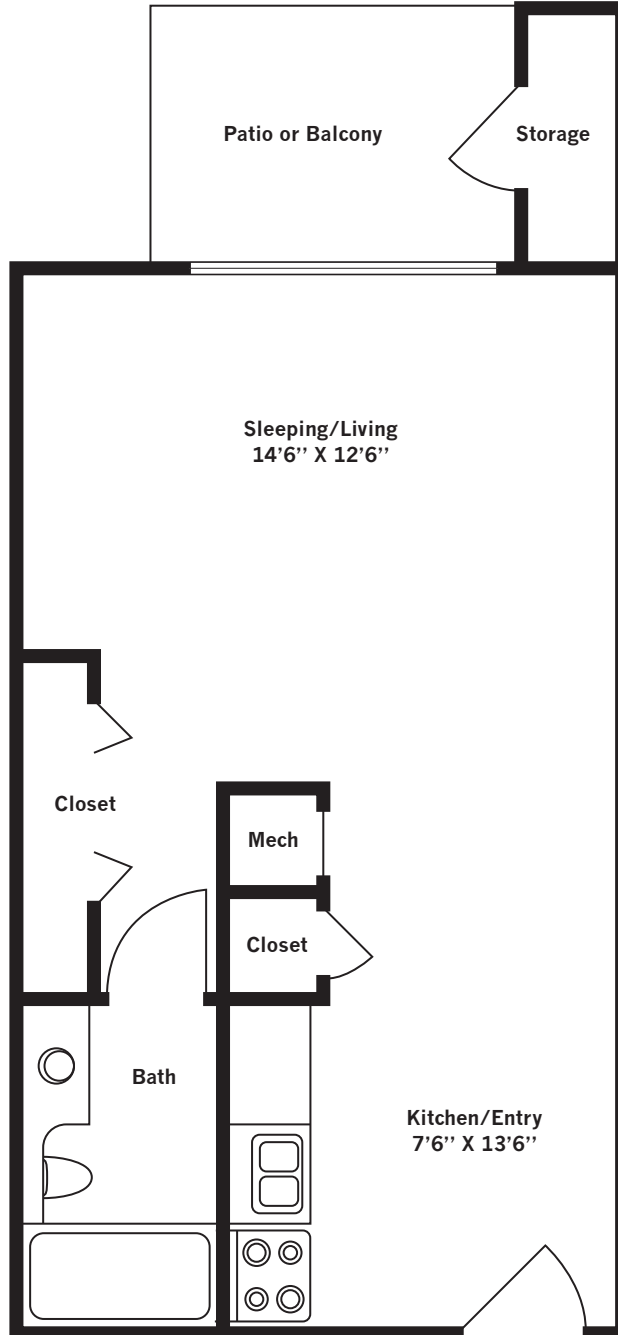 Patio or Balcony
Storage
Sleeping/Living
14’6’’ X 12’6’’
Closet
Mech
Closet
Bath
Kitchen/Entry
7’6’’ X 13’6’’